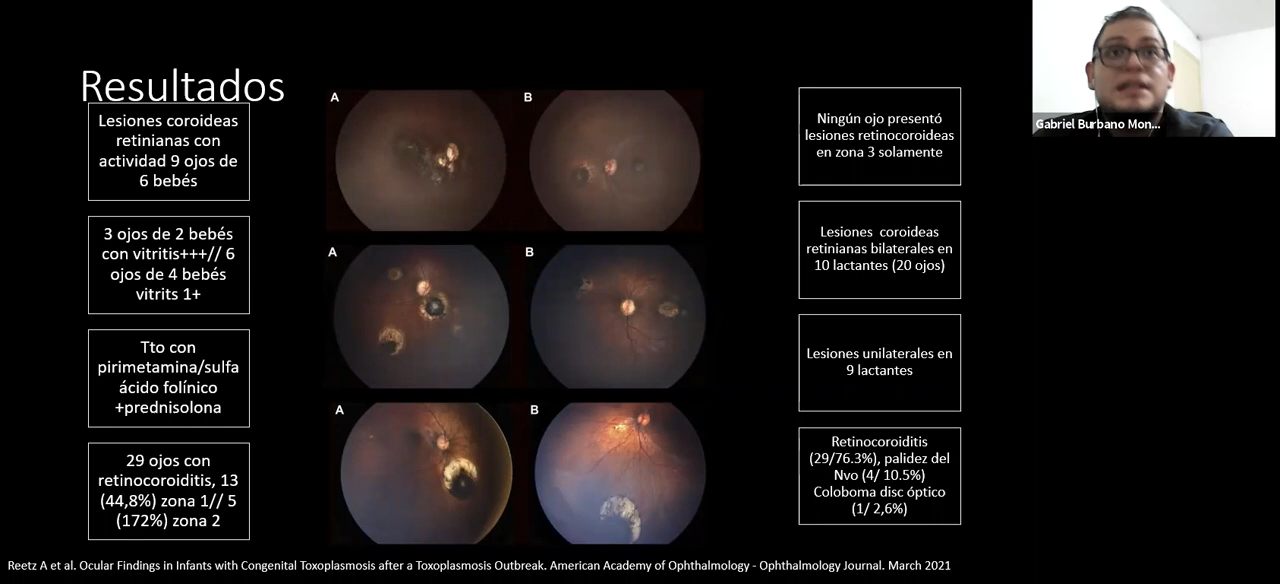 Resultados
Lesiones coroideas
retinianas con
actividad 9 ojos de
6 bebés
3 ojos de 2 bebés
con vitritis+++// 6
ojos de 4 bebés
vitrits 1+
Tto con
pirimetamina/sulfa
ácido folínico
+prednisolona
29 ojos con
retinocoroiditis, 13
(44,8%) zona 1// 5
(172%) zona 2
A
B
A
B
A
B
Ningún ojo presentó
lesiones retinocoroideas
en zona 3 solamente
Lesiones coroideas
retinianas bilaterales en
10 lactantes (20 ojos)
Lesiones unilaterales en
9 lactantes
Retinocoroiditis
(29/76.3%), palidez del
Nvo (4/ 10.5%)
Coloboma disc óptico
(1/ 2,6%)
Gabriel Burbano Mon...
Reetz A et al. Ocular Findings in Infants with Congenital Toxoplasmosis after a Toxoplasmosis Outbreak. American Academy of Ophthalmology - Ophthalmology Journal. March 2021